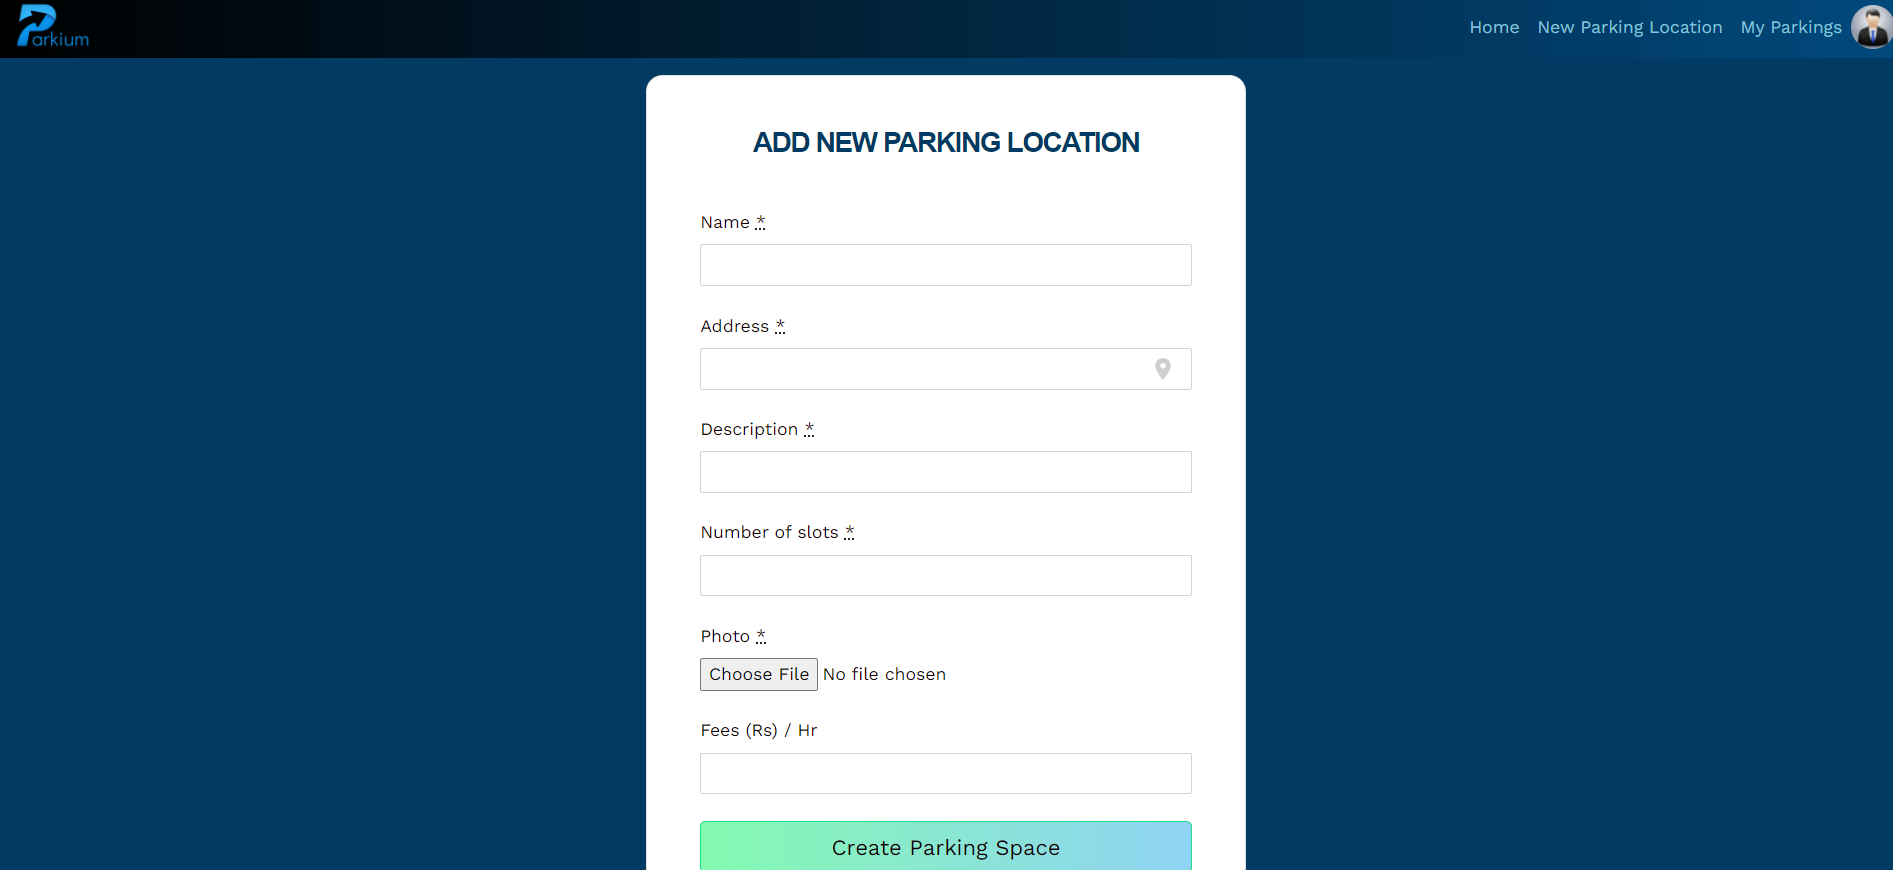 Parkium
Home New Parking Location My Parkings
ADD NEW PARKING LOCATION
Name *
Address *
Description *
Number of slots *
Photo *
Choose File No file chosen
Fees (Rs) / Hr
Create Parking Space